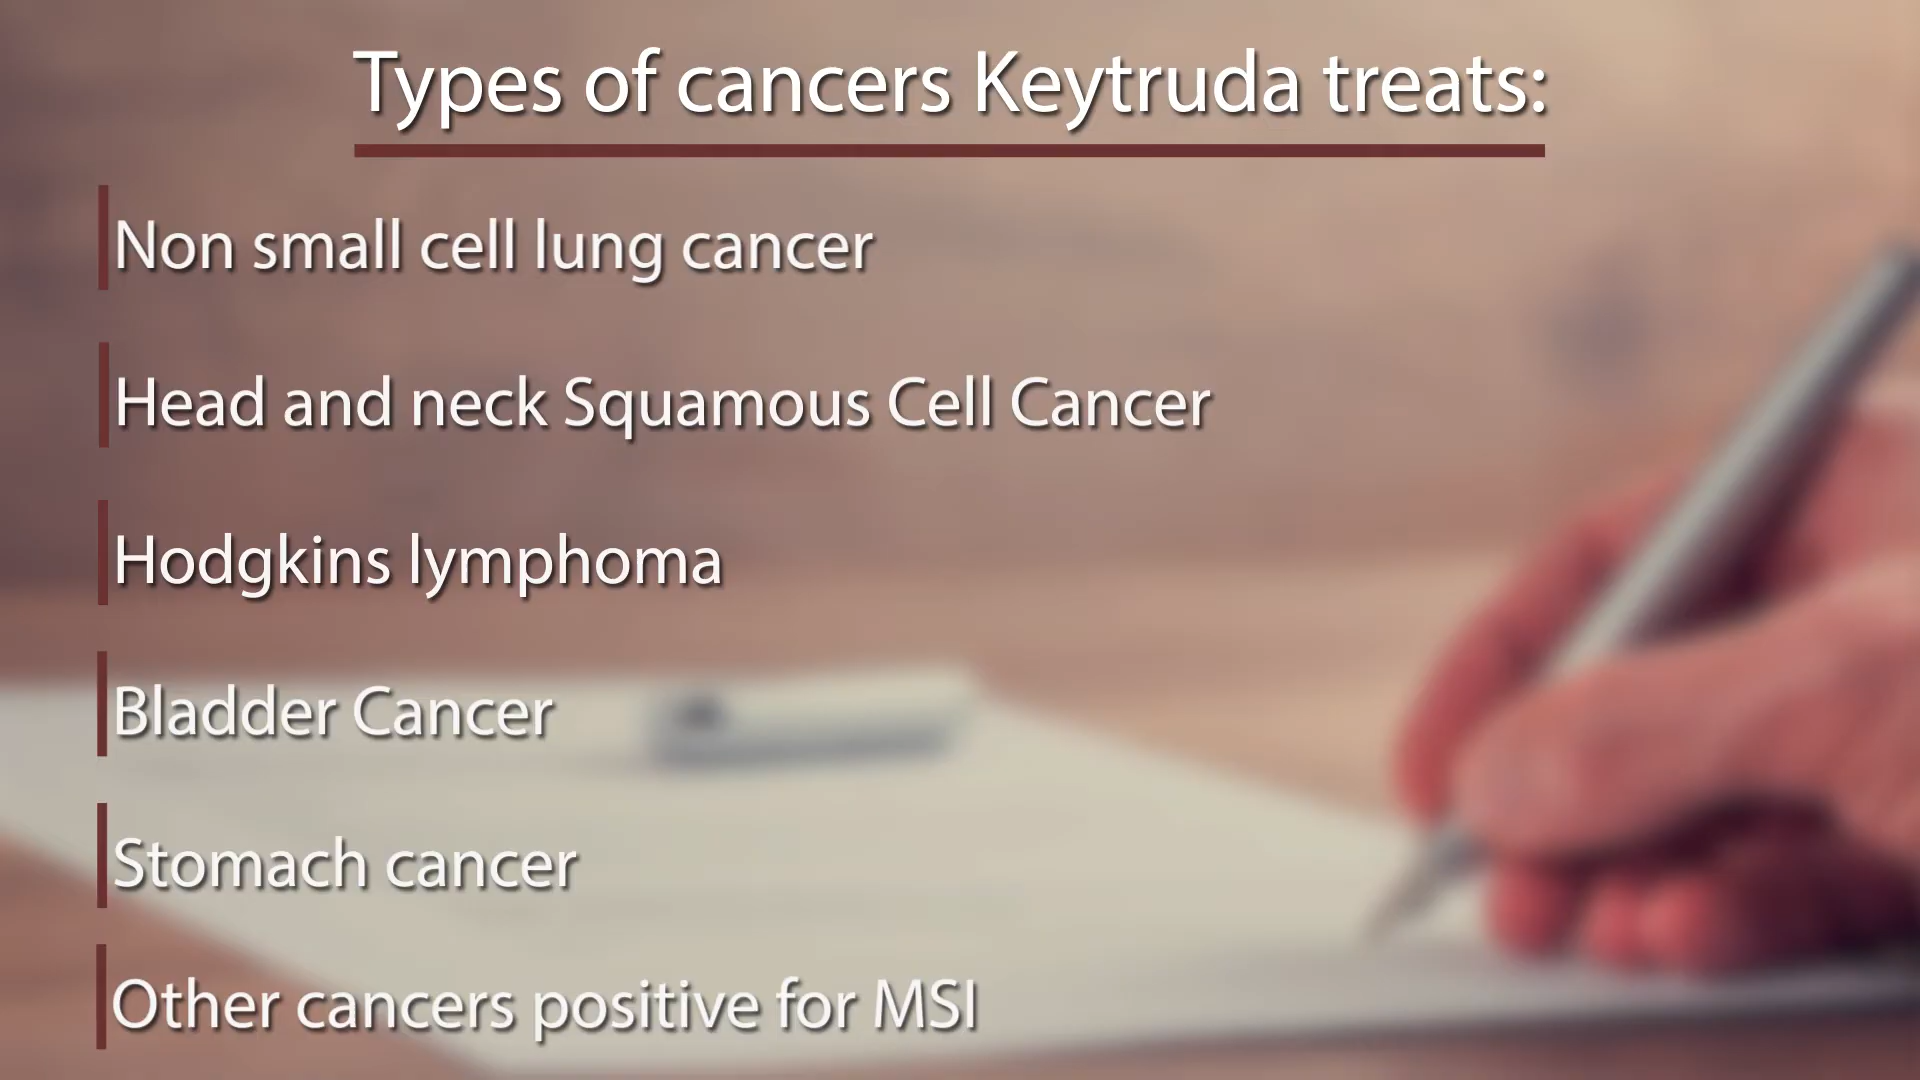 Types of cancers Keytruda treats:
Non small cell lung cancer
Head and neck Squamous Cell Cancer
Hodgkins lymphoma
Bladder Cancer
Stomach cancer
Other cancers positive for MSI